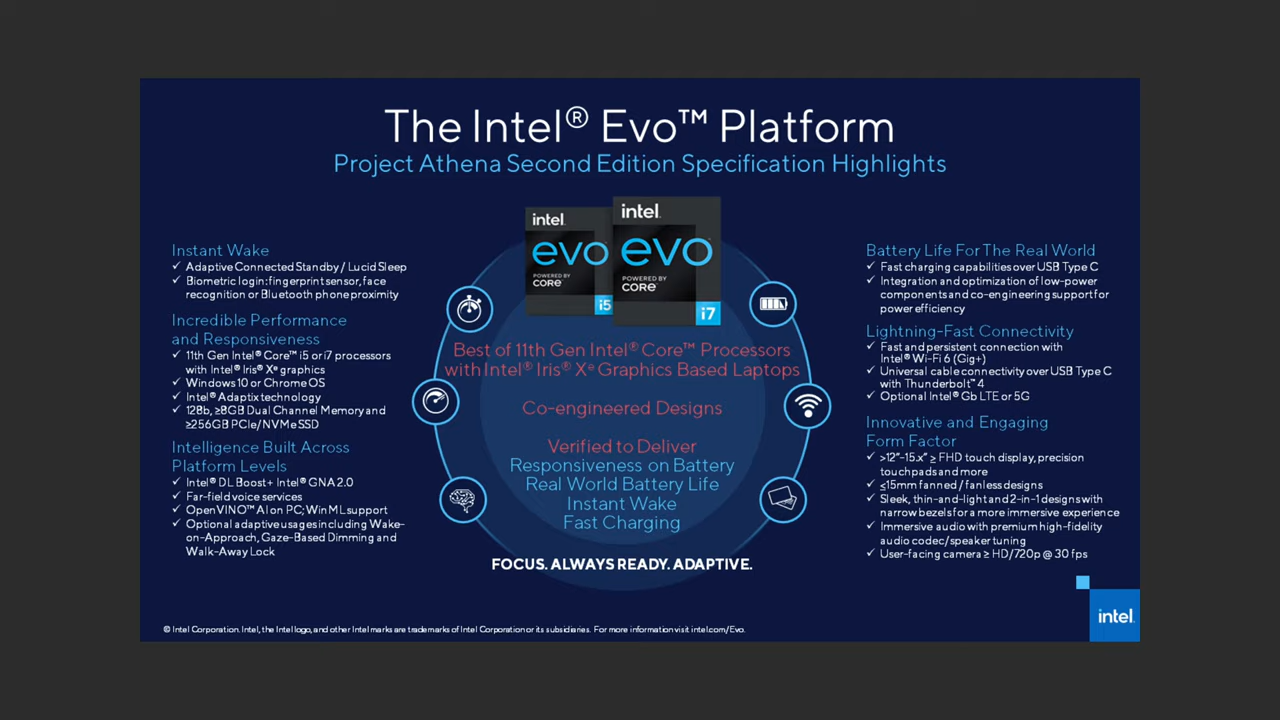 The Intel® Evo™ Platform
Project Athena Second Edition Specification Highlights
intel.
evo
POWERED BY
CORE™
i5
intel.
evo
POWERED BY
CORE™
i7
Instant Wake
✓ Adaptive Connected Standby / Lucid Sleep
✓ Biometric login: fingerprint sensor, face
recognition or Bluetooth phone proximity
Incredible Performance
and Responsiveness
✓ 11th Gen Intel® Core™ i5 or i7 processors
with Intel® Iris® Xᵉ graphics
✓ Windows 10 or Chrome OS
✓ Intel® Adaptix technology
✓ 128b, ≥8GB Dual Channel Memory and
≥256GB PCIe/NVMe SSD
Intelligence Built Across
Platform Levels
✓ Intel® DL Boost + Intel® GNA 2.0
✓ Far-field voice services
✓ OpenVINO™ AI on PC; WinML support
✓ Optional adaptive usages including Wake-
on-Approach, Gaze-Based Dimming and
Walk-Away Lock
Best of 11th Gen Intel® Core™ Processors
with Intel® Iris® Xᵉ Graphics Based Laptops
Co-engineered Designs
Verified to Deliver
Responsiveness on Battery
Real World Battery Life
Instant Wake
Fast Charging
FOCUS. ALWAYS READY. ADAPTIVE.
Battery Life For The Real World
✓ Fast charging capabilities over USB Type C
✓ Integration and optimization of low-power
components and co-engineering support for
power efficiency
Lightning-Fast Connectivity
✓ Fast and persistent connection with
Intel® Wi-Fi 6 (Gig+)
✓ Universal cable connectivity over USB Type C
with Thunderbolt™ 4
✓ Optional Intel® Gb LTE or 5G
Innovative and Engaging
Form Factor
✓ >12"-15.x" ≥ FHD touch display, precision
touchpads and more
✓ ≤15mm fanned / fanless designs
✓ Sleek, thin-and-light and 2-in-1 designs with
narrow bezels for a more immersive experience
✓ Immersive audio with premium high-fidelity
audio codec/speaker tuning
✓ User-facing camera ≥ HD/720p @ 30 fps
intel.
© Intel Corporation. Intel, the Intel logo, and other Intel marks are trademarks of Intel Corporation or its subsidiaries. For more information visit intel.com/Evo.